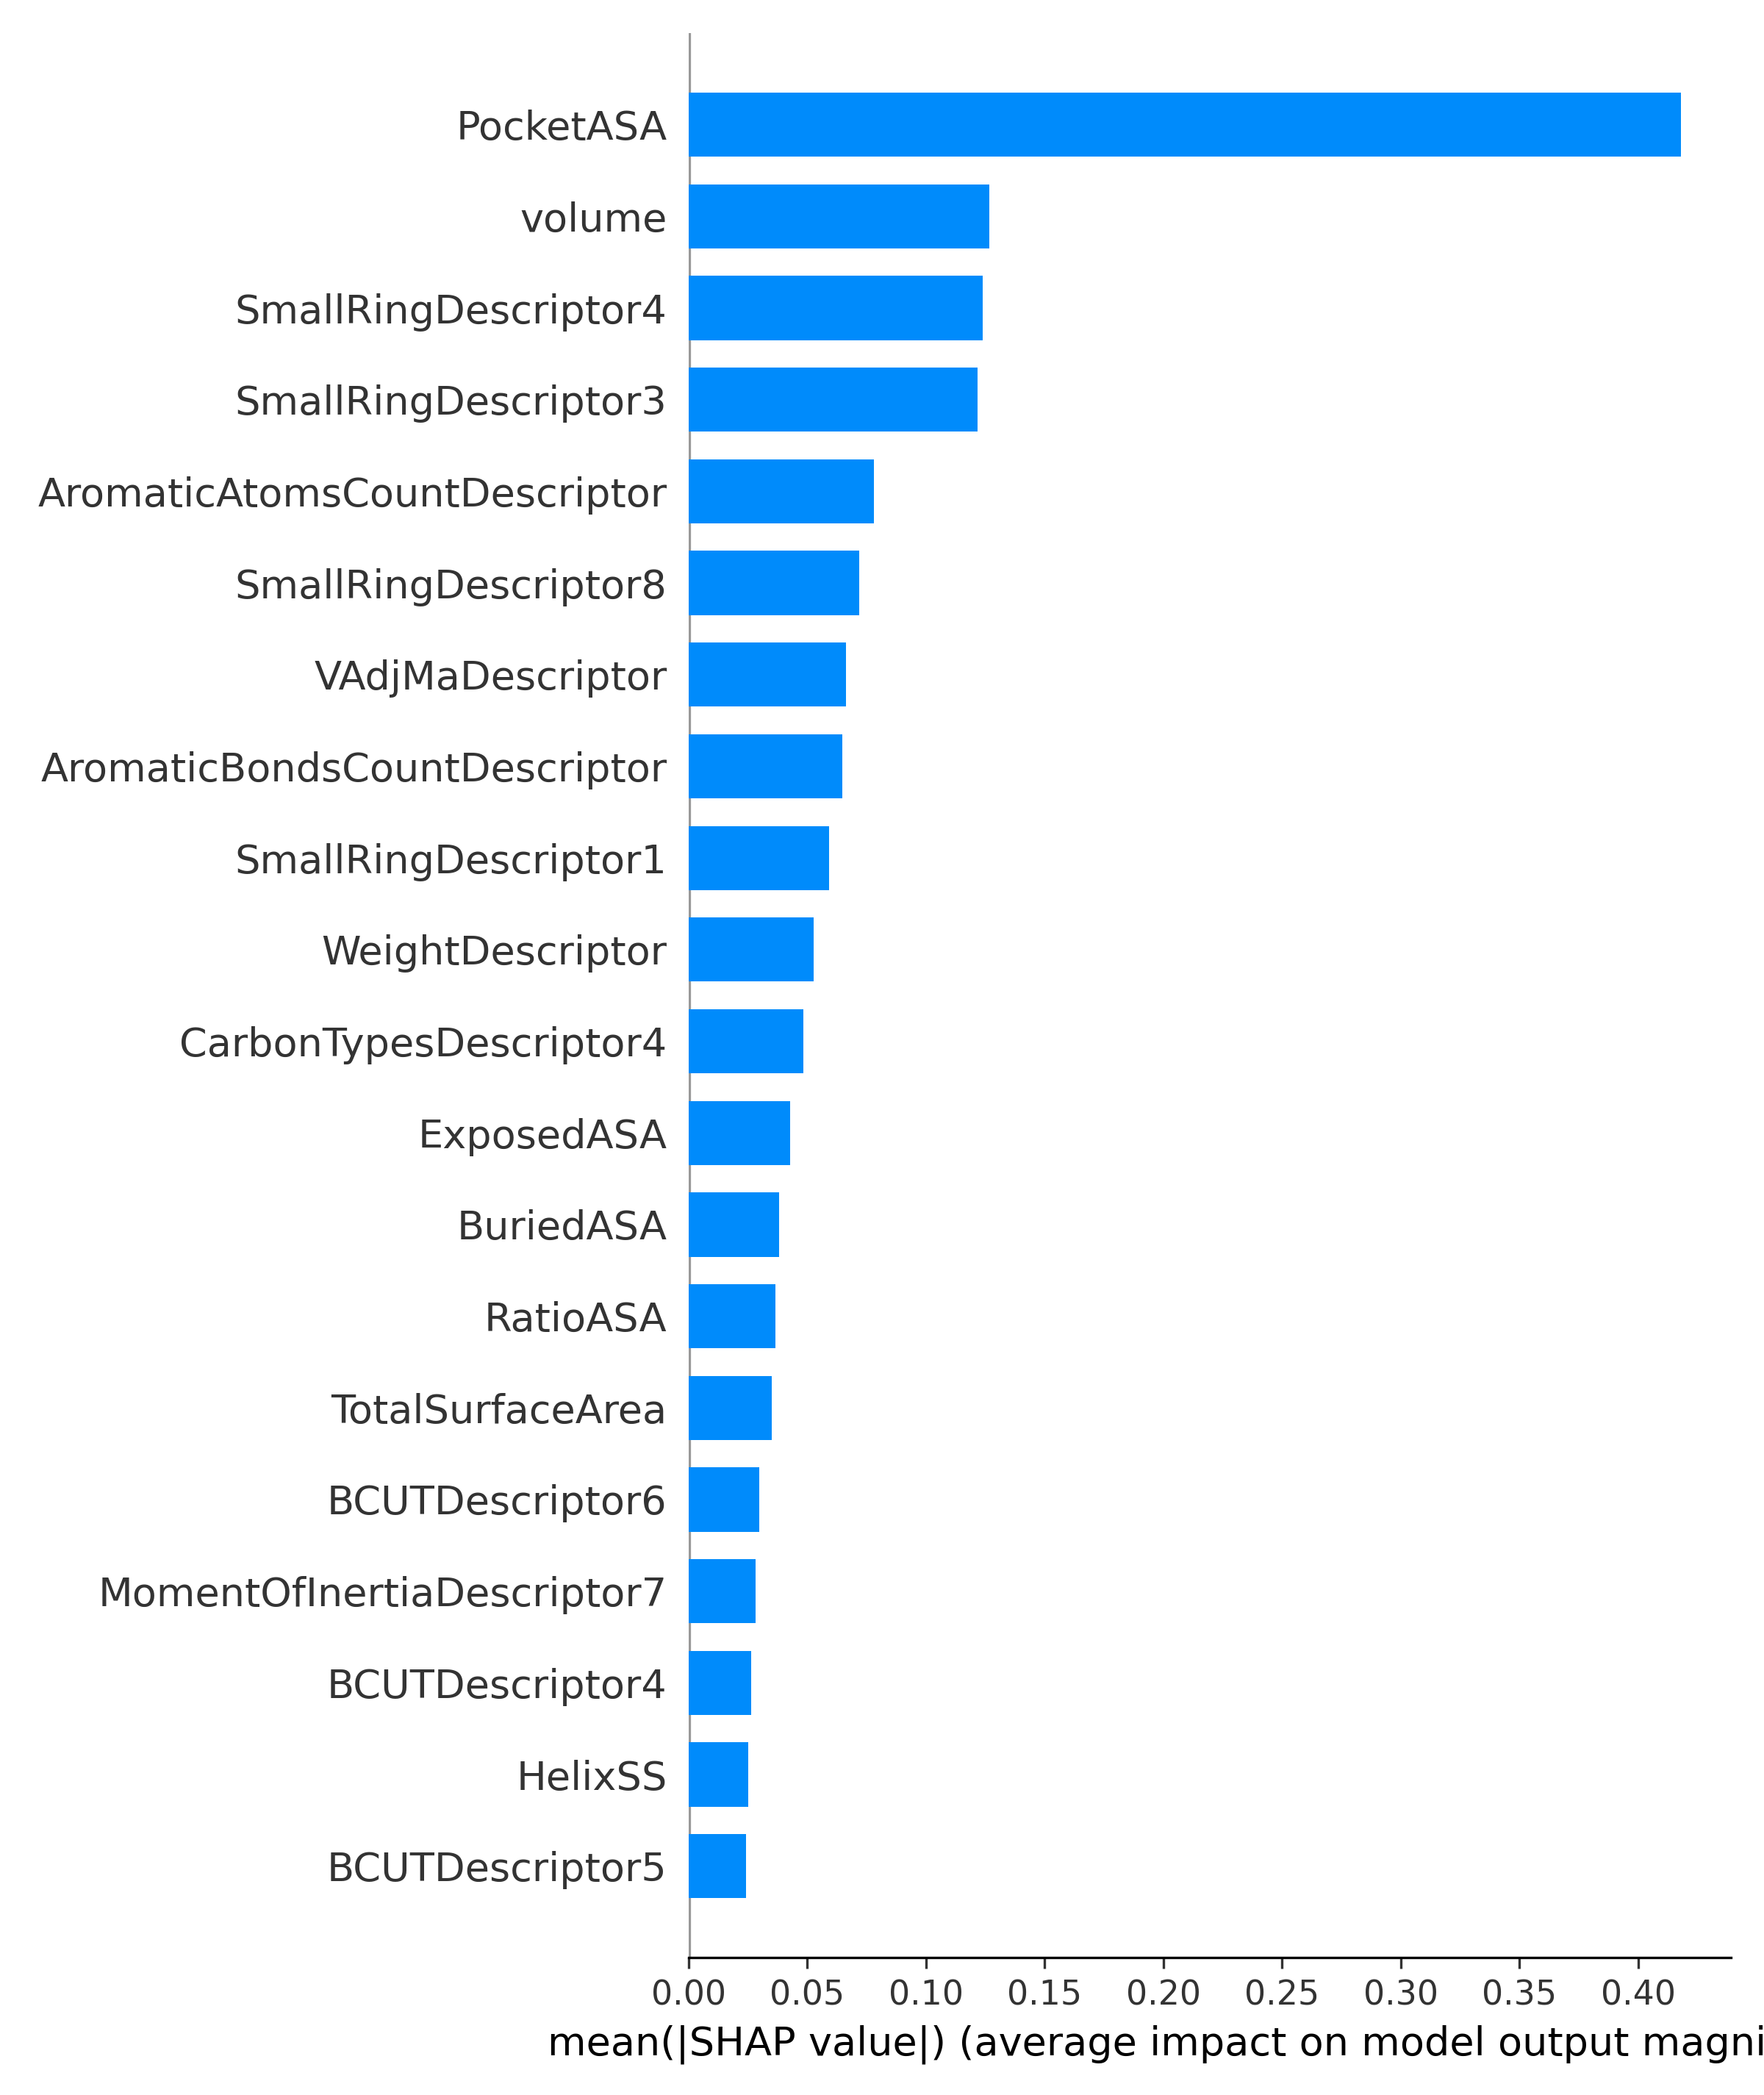 PocketASA
volume
SmallRingDescriptor4
SmallRingDescriptor3
AromaticAtomsCountDescriptor
SmallRingDescriptor8
VAdjMaDescriptor
AromaticBondsCountDescriptor
SmallRingDescriptor1
WeightDescriptor
CarbonTypesDescriptor4
ExposedASA
BuriedASA
RatioASA
TotalSurfaceArea
BCUTDescriptor6
MomentOfInertiaDescriptor7
BCUTDescriptor4
HelixSS
BCUTDescriptor5
0.00 0.05 0.10 0.15 0.20 0.25 0.30 0.35 0.40
mean(|SHAP value|) (average impact on model output magni